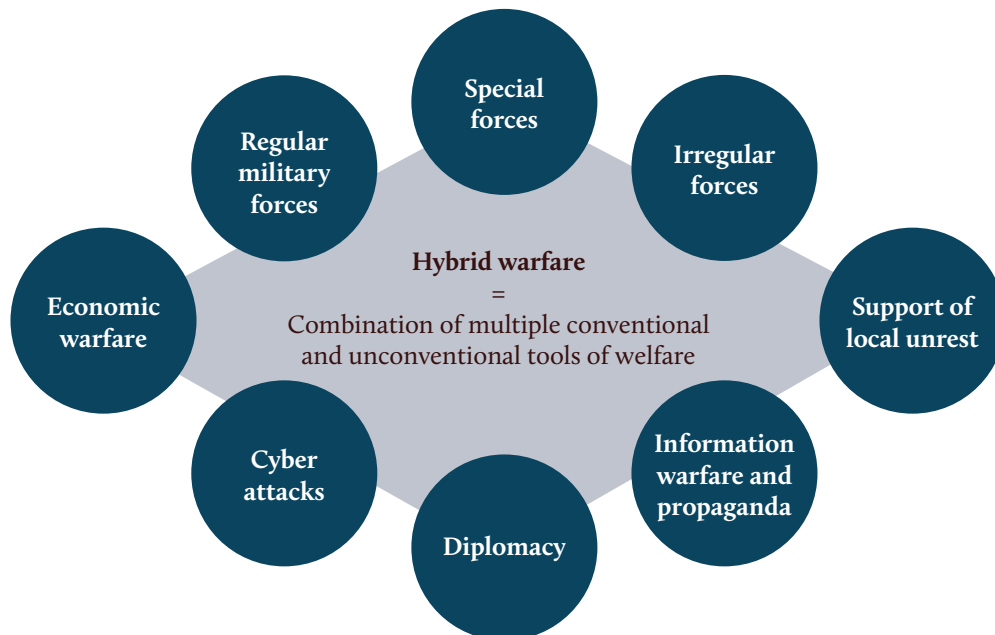 Special
forces
Regular
military
forces
Irregular
forces
Hybrid warfare
=
Combination of multiple conventional
and unconventional tools of welfare
Economic
warfare
Support of
local unrest
Cyber
attacks
Information
warfare and
propaganda
Diplomacy